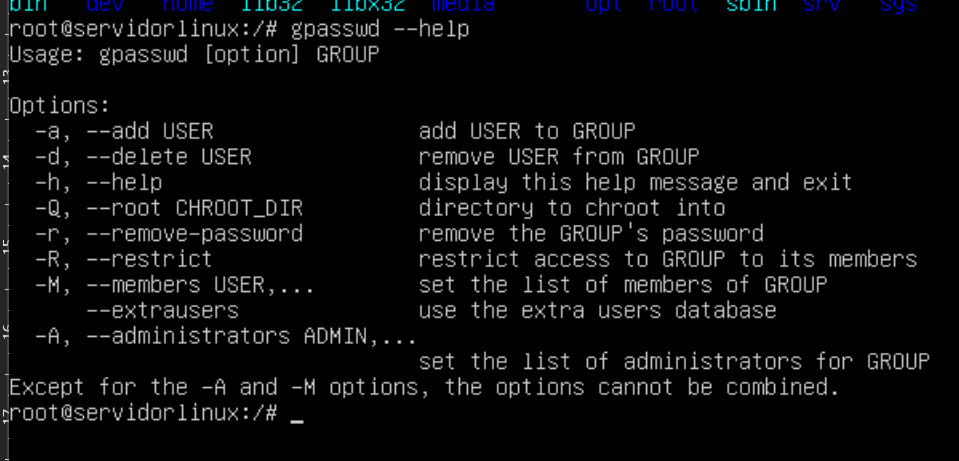 bin dev home lib32 libx32 media opt root sbin srv sys
root@servidorlinux:/# gpasswd --help
Usage: gpasswd [option] GROUP
Options:
-a, --add USER add USER to GROUP
-d, --delete USER remove USER from GROUP
-h, --help display this help message and exit
-Q, --root CHROOT_DIR directory to chroot into
-r, --remove-password remove the GROUP's password
-R, --restrict restrict access to GROUP to its members
-M, --members USER,... set the list of members of GROUP
--extrausers use the extra users database
-A, --administrators ADMIN,...
set the list of administrators for GROUP
Except for the -A and -M options, the options cannot be combined.
root@servidorlinux:/# _